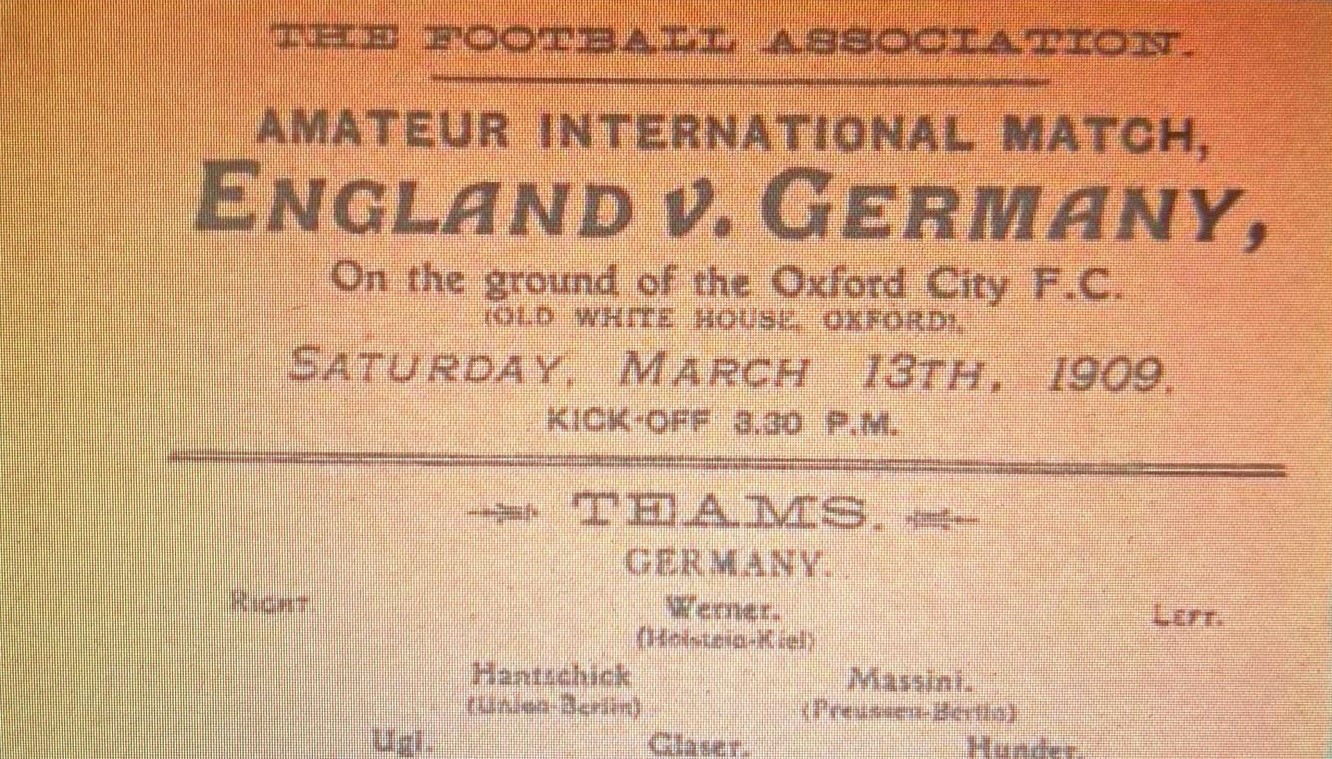 THE FOOTBALL ASSOCIATION.
AMATEUR INTERNATIONAL MATCH,
ENGLAND v. GERMANY,
On the ground of the Oxford City F.C.
(OLD WHITE HOUSE, OXFORD),
SATURDAY, MARCH 13TH, 1909.
KICK-OFF 3.30 P.M.
TEAMS.
GERMANY.
RIGHT. Werner. LEFT.
(Holstein-Kiel)
Hantschick Massini.
(Union-Berlin) (Preussen-Berlin)
Ugi. Glaser. Hunder.